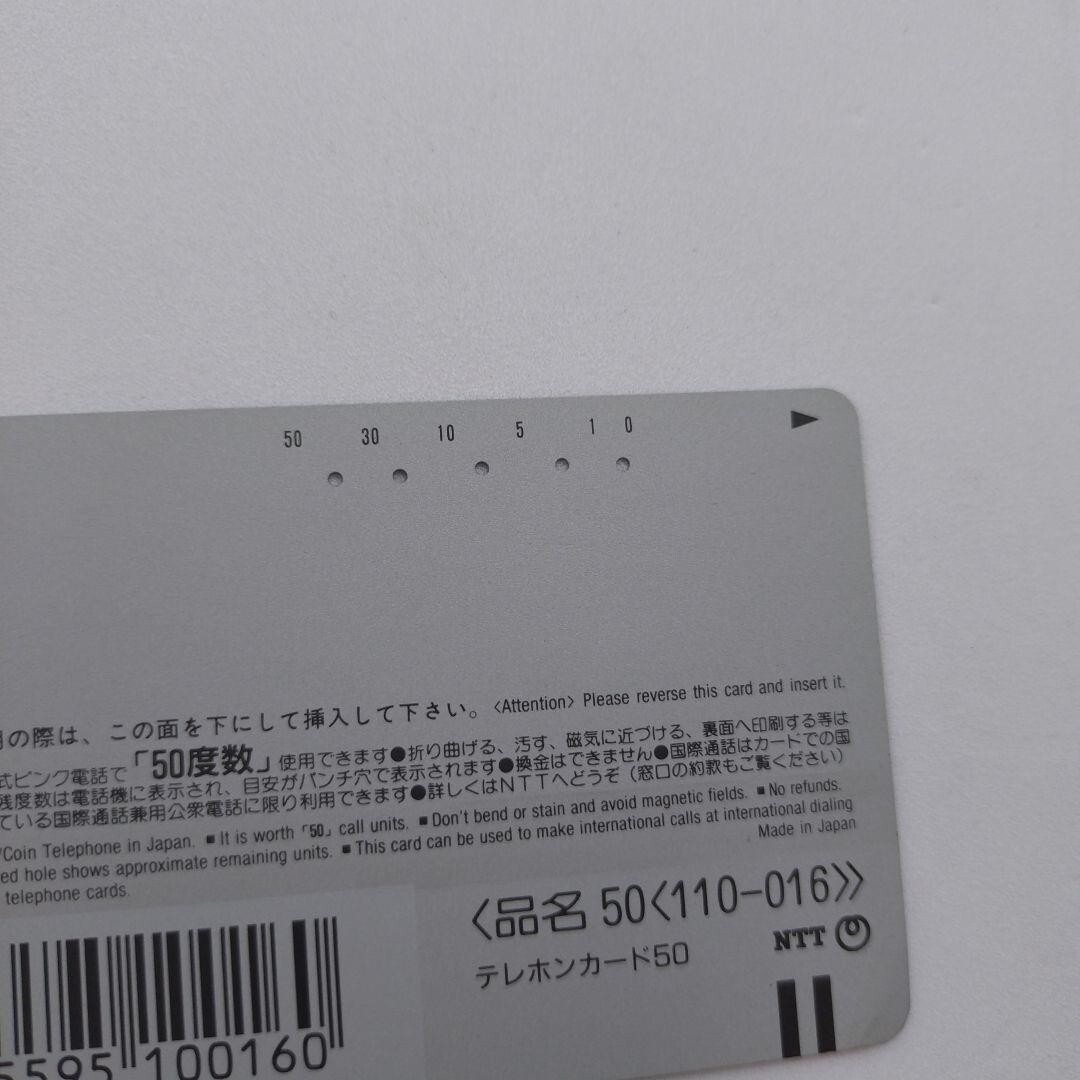 50 30 10 5 1 0
の際は、この面を下にして挿入して下さい。〈Attention〉 Please reverse this card and insert it.
式ピンク電話で「50度数」使用できます●折り曲げる、汚す、磁気に近づける、裏面へ印刷する等は
残度数は電話機に表示され、目安がパンチ穴で表示されます●換金はできません●国際通話はカードでの国
ている国際通話兼用公衆電話に限り利用できます●詳しくはNTTへどうぞ（窓口の約款もご覧ください）
/Coin Telephone in Japan. ■It is worth「50」call units. ■Don't bend or stain and avoid magnetic fields. ■No refunds.
ed hole shows approximate remaining units. ■This card can be used to make international calls at international dialing
telephone cards.
Made in Japan
〈品名 50〈110-016〉〉
テレホンカード50
NTT
5595 100160